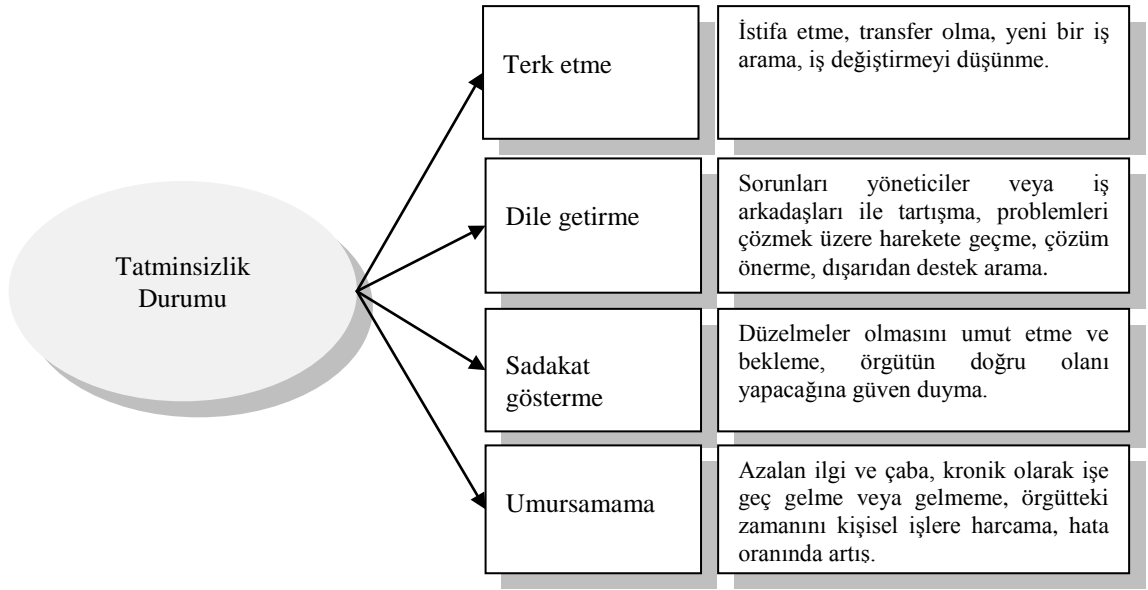 Tatminsizlik
Durumu
Terk etme
İstifa etme, transfer olma, yeni bir iş
arama, iş değiştirmeyi düşünme.
Dile getirme
Sorunları yöneticiler veya iş
arkadaşları ile tartışma, problemleri
çözmek üzere harekete geçme, çözüm
önerme, dışarıdan destek arama.
Sadakat
gösterme
Düzelmeler olmasını umut etme ve
bekleme, örgütün doğru olanı
yapacağına güven duyma.
Umursamama
Azalan ilgi ve çaba, kronik olarak işe
geç gelme veya gelmeme, örgütteki
zamanını kişisel işlere harcama, hata
oranında artış.